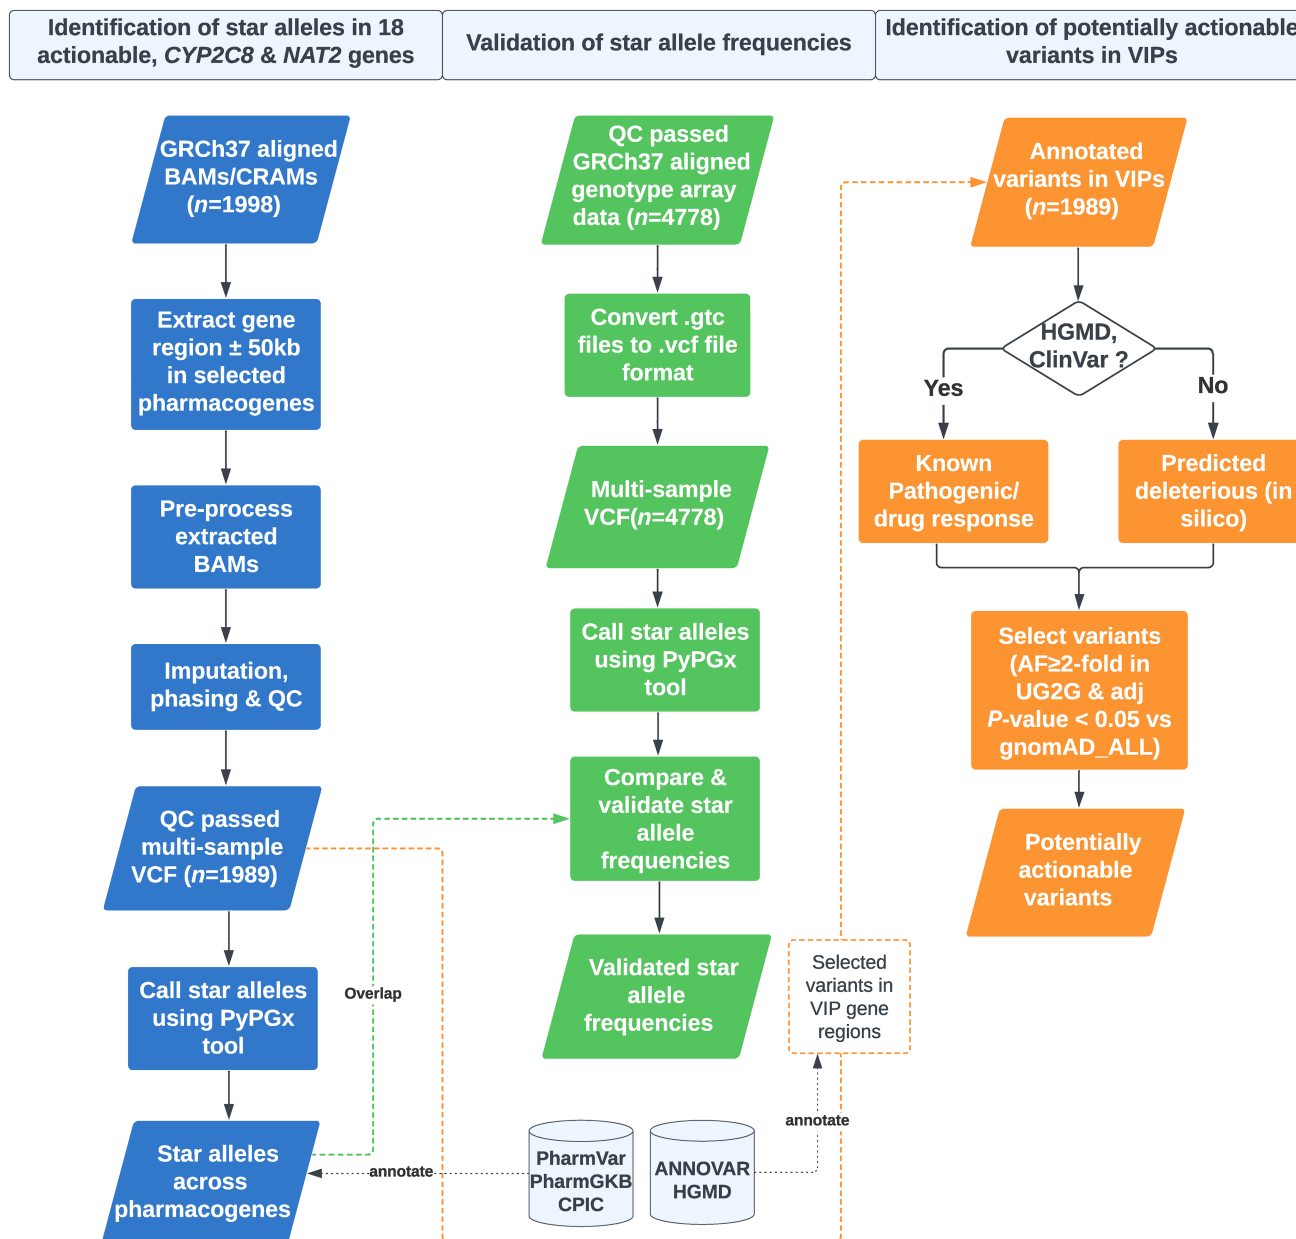 Identification of star alleles in 18
actionable, CYP2C8 & NAT2 genes
Validation of star allele frequencies
Identification of potentially actionable
variants in VIPs
GRCh37 aligned
BAMs/CRAMs
(n=1998)
Extract gene
region ± 50kb
in selected
pharmacogenes
Pre-process
extracted
BAMs
Imputation,
phasing & QC
QC passed
multi-sample
VCF (n=1989)
Call star alleles
using PyPGx
tool
Star alleles
across
pharmacogenes
Overlap
annotate
QC passed
GRCh37 aligned
genotype array
data (n=4778)
Convert .gtc
files to .vcf file
format
Multi-sample
VCF(n=4778)
Call star alleles
using PyPGx
tool
Compare &
validate star
allele
frequencies
Validated star
allele
frequencies
PharmVar
PharmGKB
CPIC
ANNOVAR
HGMD
annotate
Selected
variants in
VIP gene
regions
Annotated
variants in VIPs
(n=1989)
HGMD,
ClinVar ?
Yes
No
Known
Pathogenic/
drug response
Predicted
deleterious (in
silico)
Select variants
(AF≥2-fold in
UG2G & adj
P-value < 0.05 vs
gnomAD_ALL)
Potentially
actionable
variants